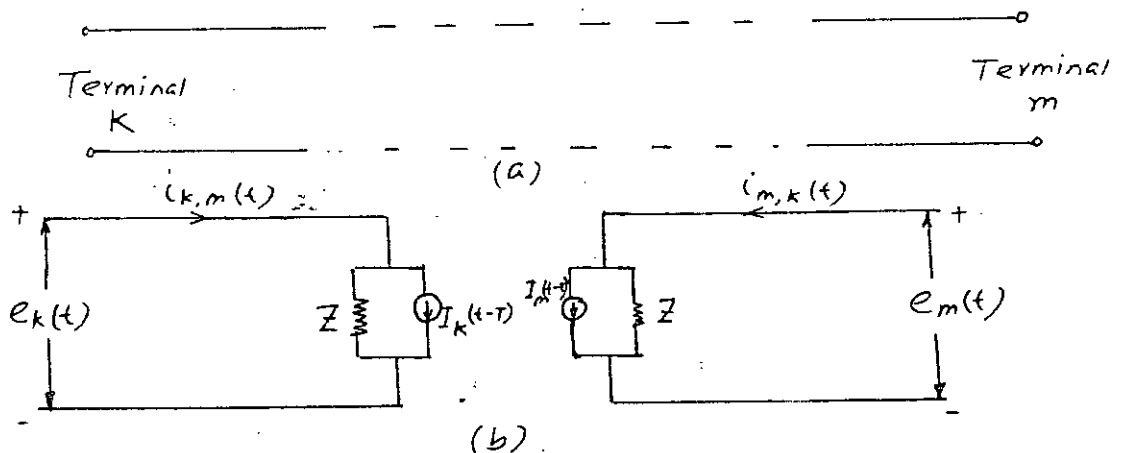 Terminal
K
Terminal
m
(a)
i_{k,m}(t)
i_{m,k}(t)
+
+
e_k(t)
Z
I_k(t-T)
I_m(t-T)
Z
e_m(t)
-
-
(b)